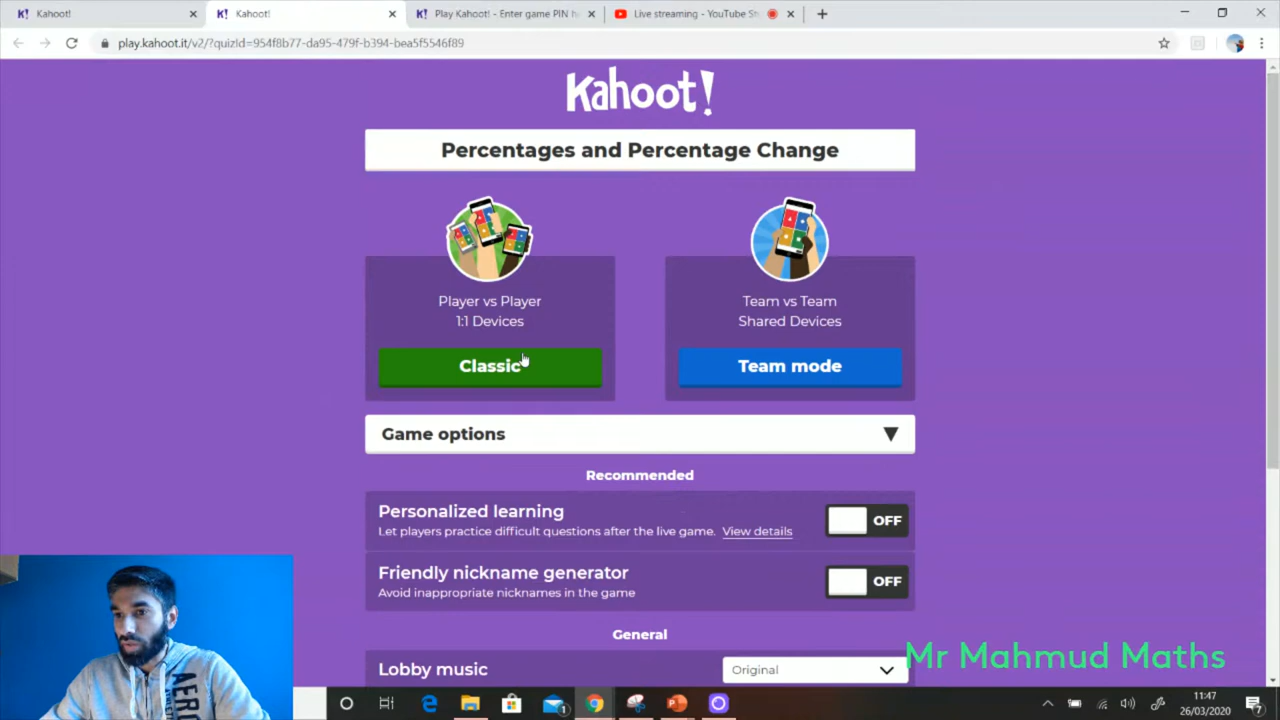 Kahoot!
Kahoot!
Play Kahoot! - Enter game PIN h
Live streaming - YouTube St
play.kahoot.it/v2/?quizId=954f8b77-da95-479f-b394-bea5f5546f89
Kahoot!
Percentages and Percentage Change
Player vs Player
1:1 Devices
Classic
Team vs Team
Shared Devices
Team mode
Game options
Recommended
Personalized learning
Let players practice difficult questions after the live game. View details
OFF
Friendly nickname generator
Avoid inappropriate nicknames in the game
OFF
General
Lobby music
Original
Mr Mahmud Maths
AERO
11:47
26/03/2020